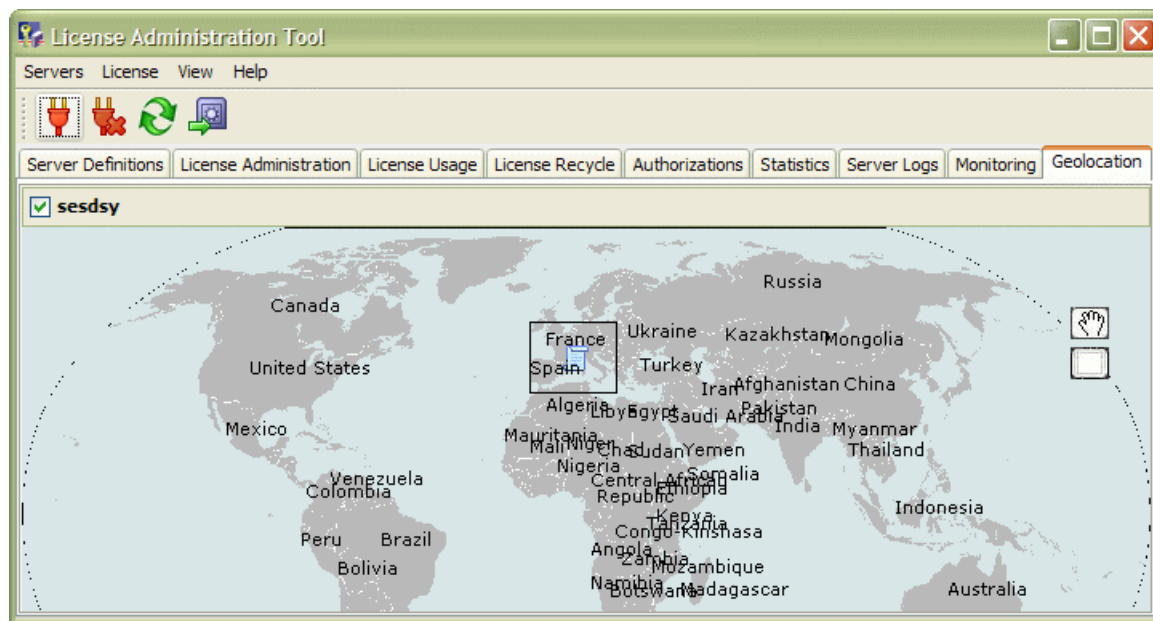 License Administration Tool
Servers License View Help
Server Definitions License Administration License Usage License Recycle Authorizations Statistics Server Logs Monitoring Geolocation
sesdsy
Russia
Canada
Ukraine Kazakhstan Mongolia
France
United States Spain Turkey
Iran Afghanistan China
Algeria Libya Egypt Saudi Arabia Pakistan
Mexico India Myanmar
Mauritania
Mali Niger Chad Sudan Yemen Thailand
Nigeria
Venezuela Central African Somalia
Colombia Republic Ethiopia
Kenya Indonesia
Tanzania
Peru Brazil Congo-Kinshasa
Angola
Zambia
Bolivia Mozambique
Namibia
Botswana Madagascar Australia